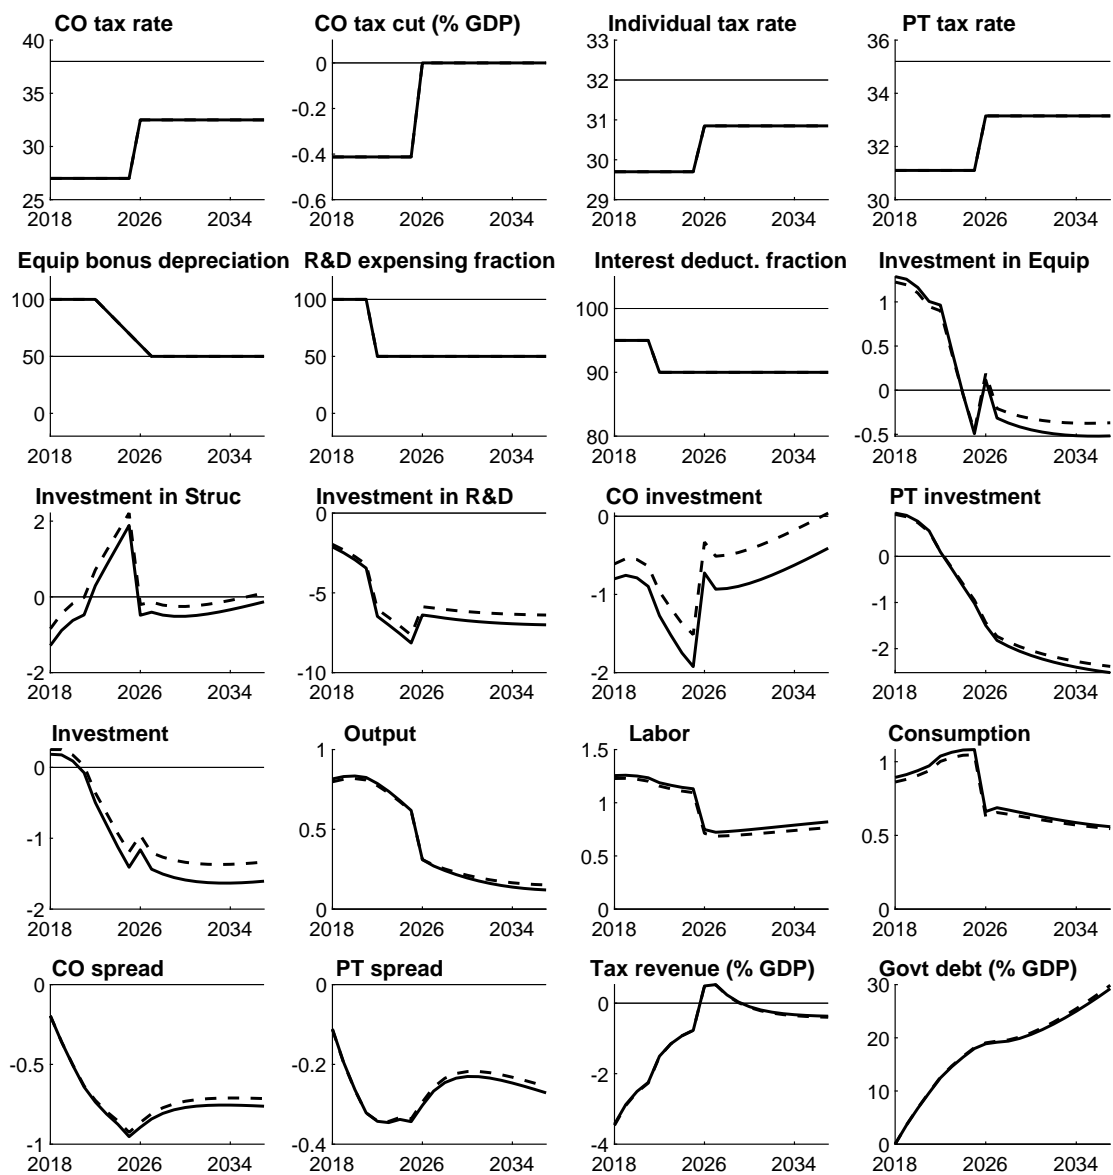 CO tax rate CO tax cut (% GDP) Individual tax rate PT tax rate
40 0 33 36
35 -0.2 32 34
30 -0.4 31 33
30 31
25 -0.6 29 30
2018 2026 2034 2018 2026 2034 2018 2026 2034 2018 2026 2034
Equip bonus depreciation R&D expensing fraction Interest deduct. fraction Investment in Equip
100 100 100 1
50 50 90 0.5
0 0 80 0
-0.5
2018 2026 2034 2018 2026 2034 2018 2026 2034 2018 2026 2034
Investment in Struc Investment in R&D CO investment PT investment
2 0 0 0
0 -5 -1 -1
-2 -10 -2 -2
2018 2026 2034 2018 2026 2034 2018 2026 2034 2018 2026 2034
Investment Output Labor Consumption
0 1 1.5 1
-1 0.5 1 0.5
-2 0 0.5 0
0
2018 2026 2034 2018 2026 2034 2018 2026 2034 2018 2026 2034
CO spread PT spread Tax revenue (% GDP) Govt debt (% GDP)
0 0 0 30
-0.5 -0.2 -2 20
-1 -0.4 -4 10
0
2018 2026 2034 2018 2026 2034 2018 2026 2034 2018 2026 2034